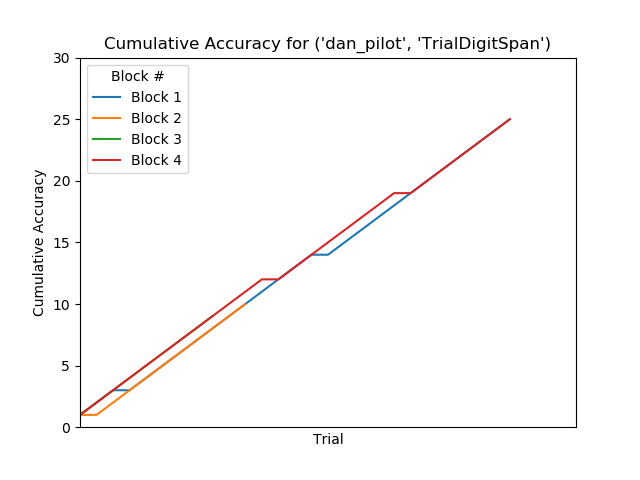 Cumulative Accuracy for ('dan_pilot', 'TrialDigitSpan')
30
25
20
15
10
5
0
Cumulative Accuracy
Block #
Block 1
Block 2
Block 3
Block 4
Trial